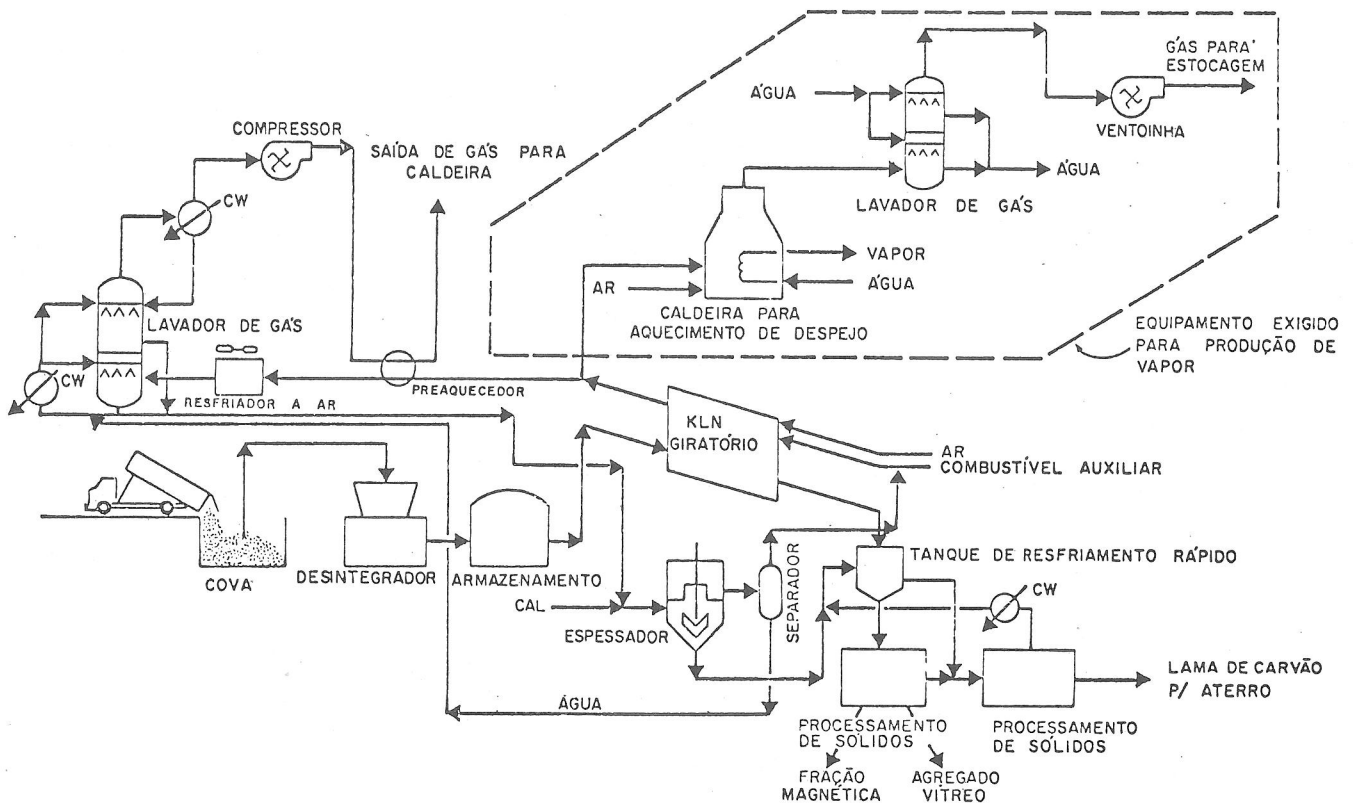 GÁS PARA
ESTOCAGEM
ÁGUA
VENTOINHA
COMPRESSOR
SAÍDA DE GÁS PARA
CALDEIRA
CW
ÁGUA
LAVADOR DE GÁS
VAPOR
ÁGUA
AR
CALDEIRA PARA
AQUECIMENTO DE DESPEJO
EQUIPAMENTO EXIGIDO
PARA PRODUÇÃO DE
VAPOR
LAVADOR DE GÁS
CW
RESFRIADOR A AR
PREAQUECEDOR
KLN
GIRATÓRIO
AR
COMBUSTÍVEL AUXILIAR
COVA
DESINTEGRADOR
ARMAZENAMENTO
CAL
ESPESSADOR
SEPARADOR
TANQUE DE RESFRIAMENTO RÁPIDO
CW
LAMA DE CARVÃO
P/ ATERRO
ÁGUA
PROCESSAMENTO
DE SÓLIDOS
PROCESSAMENTO
DE SÓLIDOS
FRAÇÃO
MAGNÉTICA
AGREGADO
VÍTREO